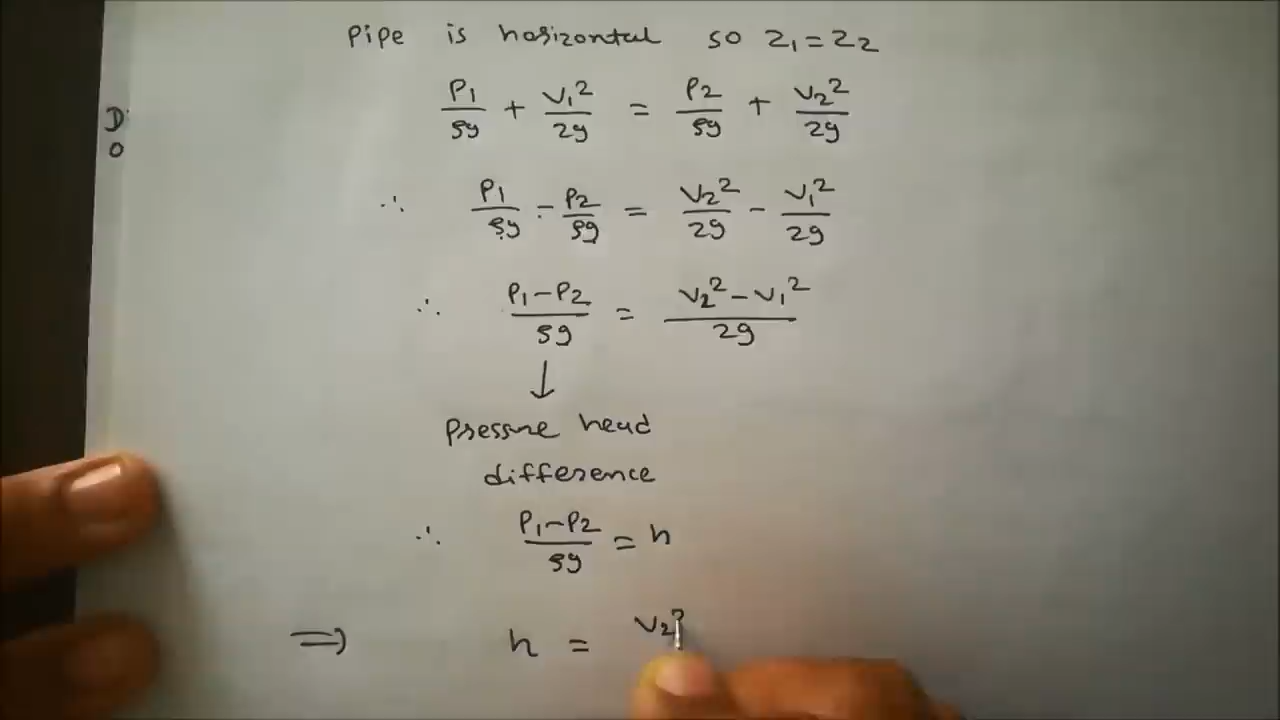 Pipe is horizontal so z₁ = z₂
P₁/ρg + V₁²/2g = P₂/ρg + V₂²/2g
D
O
∴ P₁/ρg - P₂/ρg = V₂²/2g - V₁²/2g
∴ P₁-P₂/ρg = V₂² - V₁²/2g
↓
Pressure head
difference
∴ P₁-P₂/ρg = h
⇒ h = V₂²